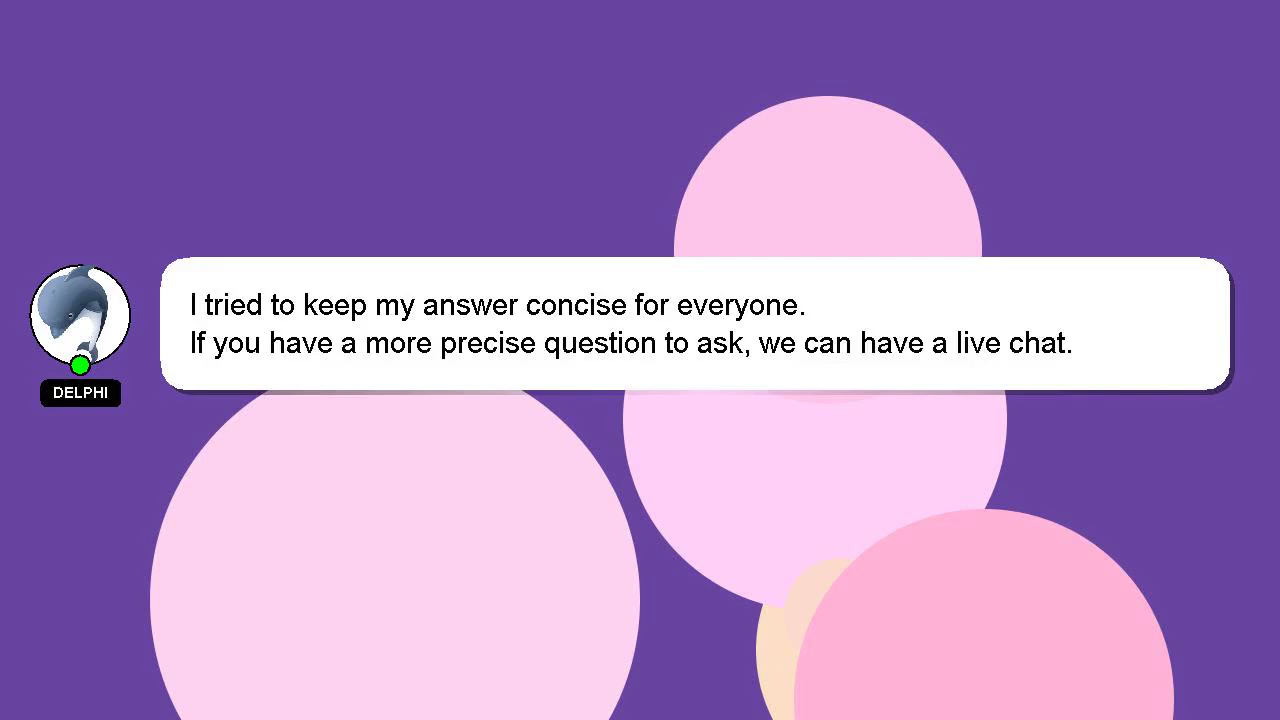 I tried to keep my answer concise for everyone.
If you have a more precise question to ask, we can have a live chat.
DELPHI